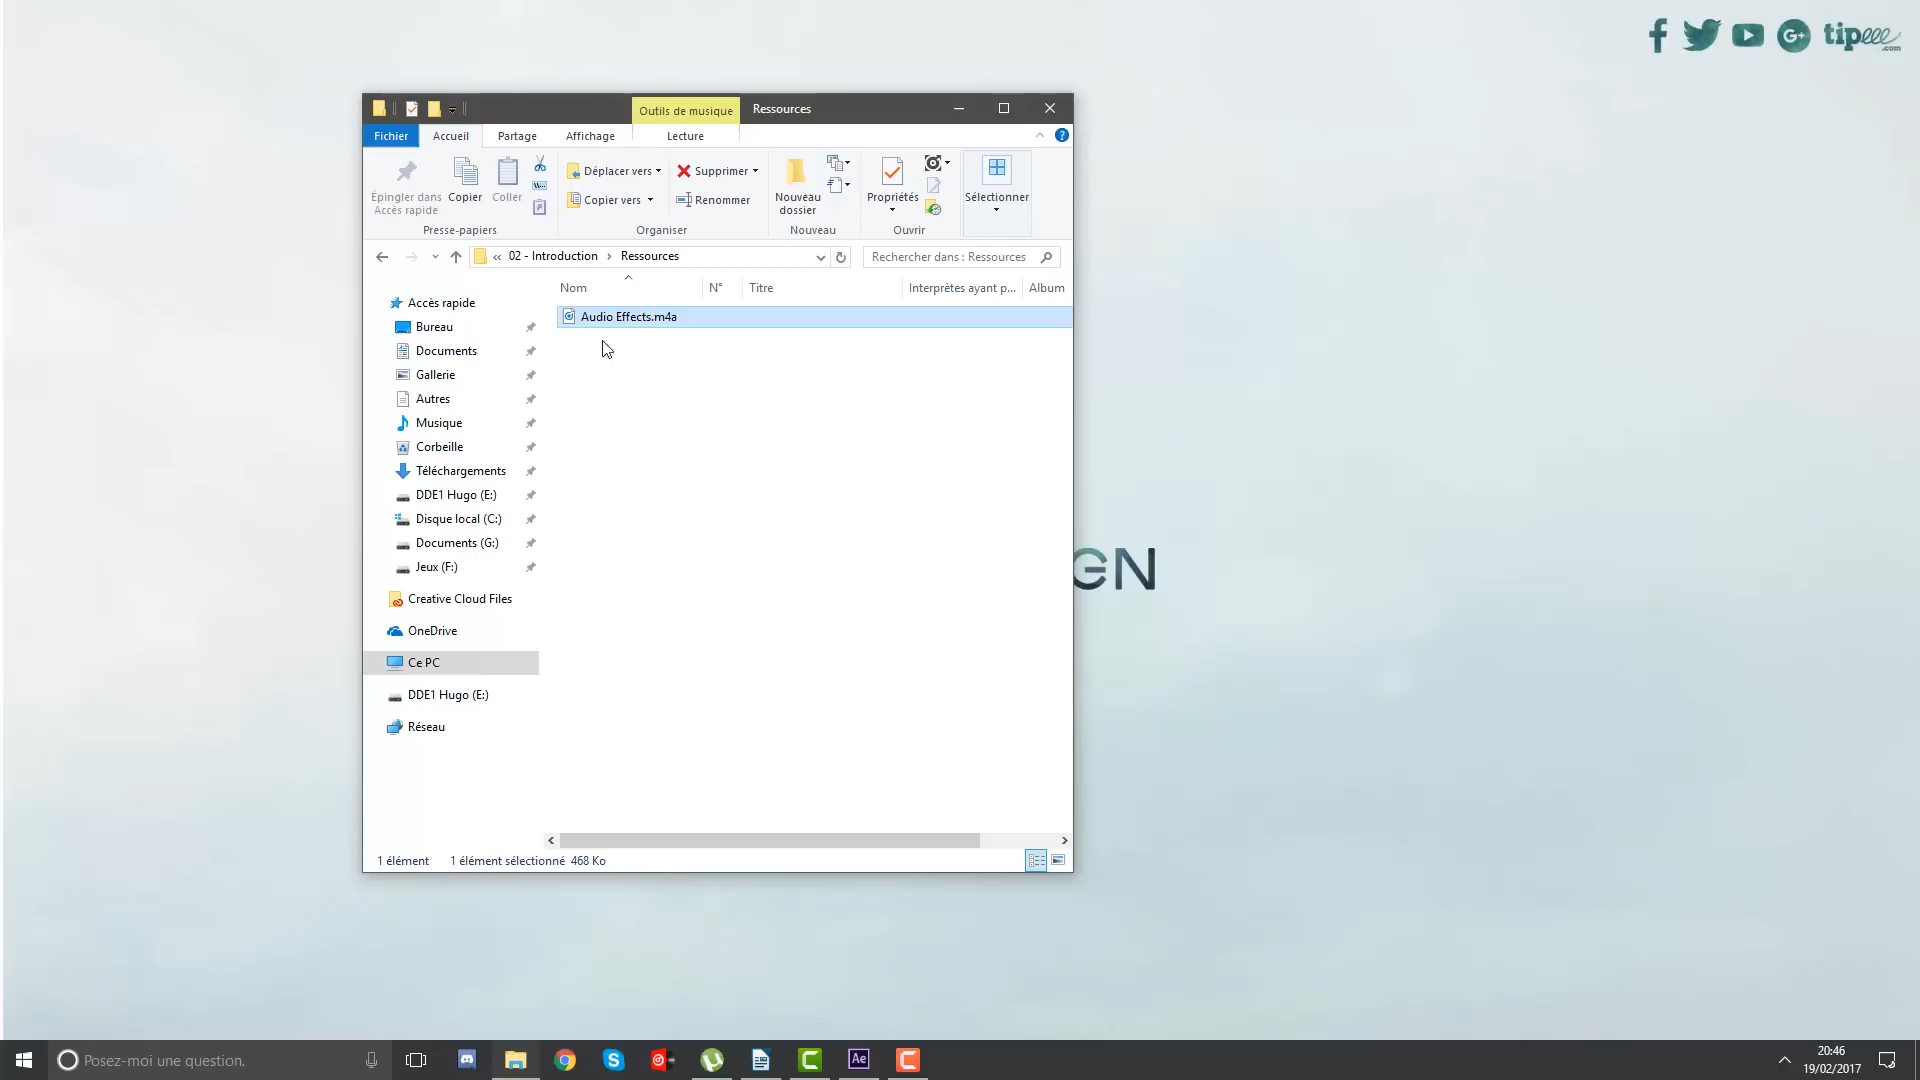 tipeee.com
Outils de musique
Ressources
Fichier
Accueil
Partage
Affichage
Lecture
Épingler dans
Accès rapide
Copier
Coller
Déplacer vers
Copier vers
Supprimer
Renommer
Nouveau
dossier
Propriétés
Sélectionner
Presse-papiers
Organiser
Nouveau
Ouvrir
« 02 - Introduction > Ressources
Rechercher dans : Ressources
Nom
N°
Titre
Interprètes ayant p...
Album
Audio Effects.m4a
Accès rapide
Bureau
Documents
Gallerie
Autres
Musique
Corbeille
Téléchargements
DDE1 Hugo (E:)
Disque local (C:)
Documents (G:)
Jeux (F:)
Creative Cloud Files
OneDrive
Ce PC
DDE1 Hugo (E:)
Réseau
1 élément
1 élément sélectionné 468 Ko
Posez-moi une question.
Ae
20:46
19/02/2017